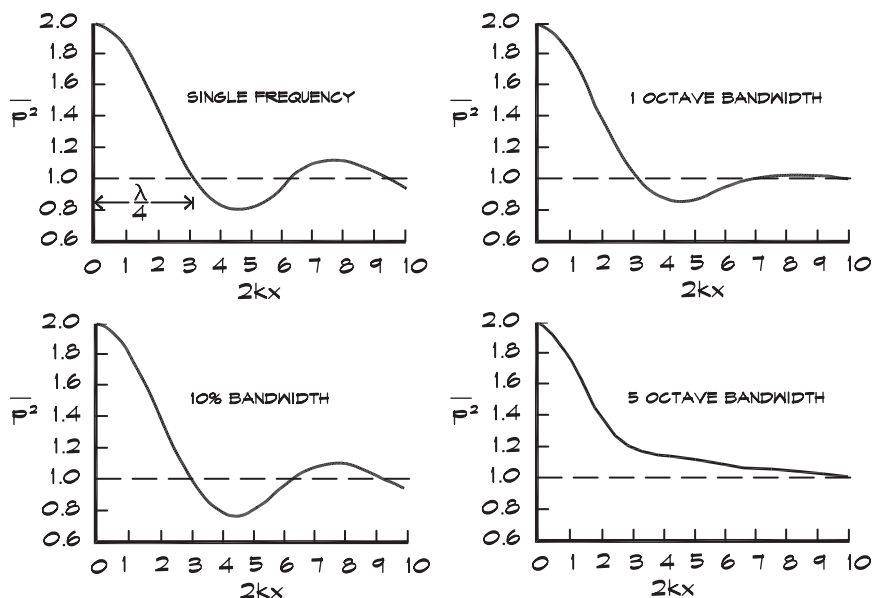 2.0
1.8
1.6
1.4
1.2
1.0
0.8
0.6
p²
SINGLE FREQUENCY
λ
4
0 1 2 3 4 5 6 7 8 9 10
2kx
2.0
1.8
1.6
1.4
1.2
1.0
0.8
0.6
p²
1 OCTAVE BANDWIDTH
0 1 2 3 4 5 6 7 8 9 10
2kx
2.0
1.8
1.6
1.4
1.2
1.0
0.8
0.6
p²
10% BANDWIDTH
0 1 2 3 4 5 6 7 8 9 10
2kx
2.0
1.8
1.6
1.4
1.2
1.0
0.8
0.6
p²
5 OCTAVE BANDWIDTH
0 1 2 3 4 5 6 7 8 9 10
2kx